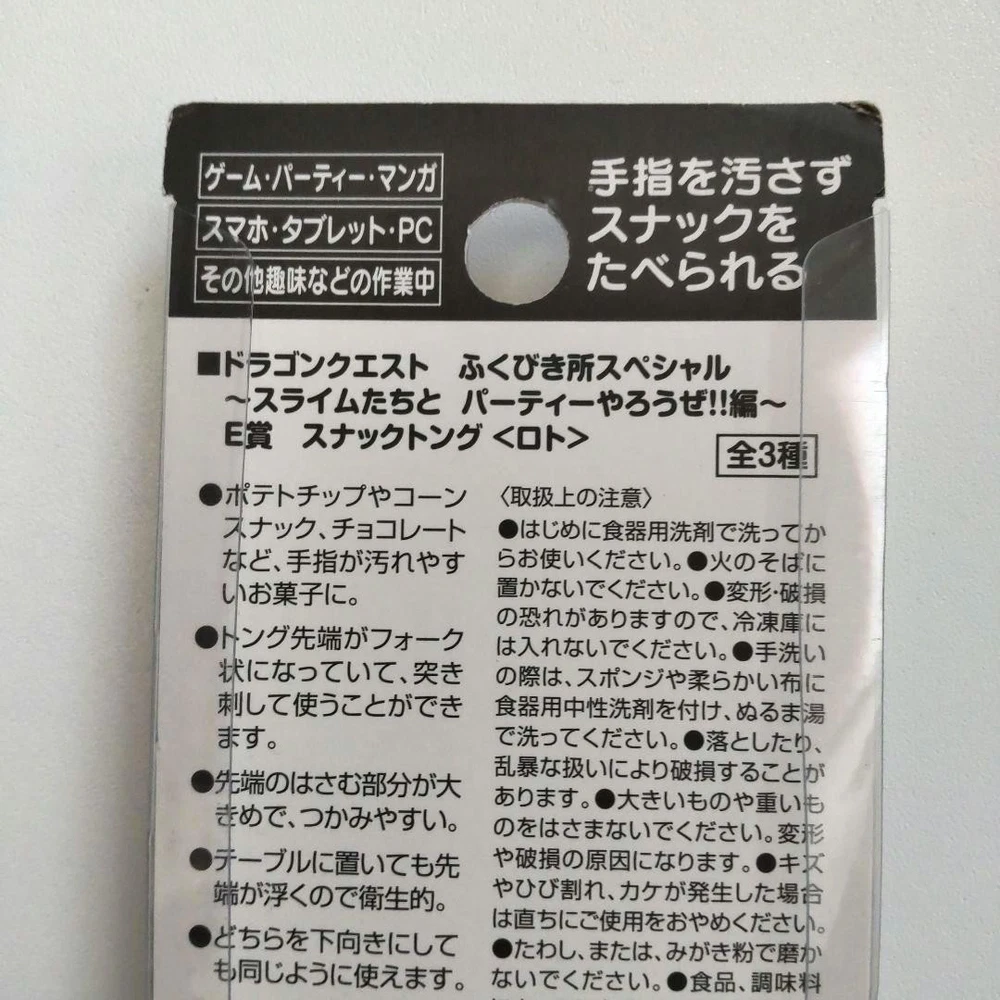 ゲーム・パーティー・マンガ
スマホ・タブレット・PC
その他趣味などの作業中
手指を汚さず
スナックを
たべられる
■ドラゴンクエスト ふくびき所スペシャル
～スライムたちと パーティーやろうぜ!!編～
E賞 スナックトング<ロト>
全3種
●ポテトチップやコーン
スナック、チョコレート
など、手指が汚れやす
いお菓子に。
●トング先端がフォーク
状になっていて、突き
刺して使うことができ
ます。
●先端のはさむ部分が大
きめで、つかみやすい。
●テーブルに置いても先
端が浮くので衛生的。
●どちらを下向きにして
も同じように使えます。
〈取扱上の注意〉
●はじめに食器用洗剤で洗ってか
らお使いください。●火のそばに
置かないでください。●変形・破損
の恐れがありますので、冷凍庫に
は入れないでください。●手洗い
の際は、スポンジや柔らかい布に
食器用中性洗剤を付け、ぬるま湯
で洗ってください。●落としたり、
乱暴な扱いにより破損することが
あります。●大きいものや重いも
のをはさまないでください。変形
や破損の原因になります。●キズ
やひび割れ、カケが発生した場合
は直ちにご使用をおやめください。
●たわし、または、みがき粉で磨か
ないでください。●食品、調味料